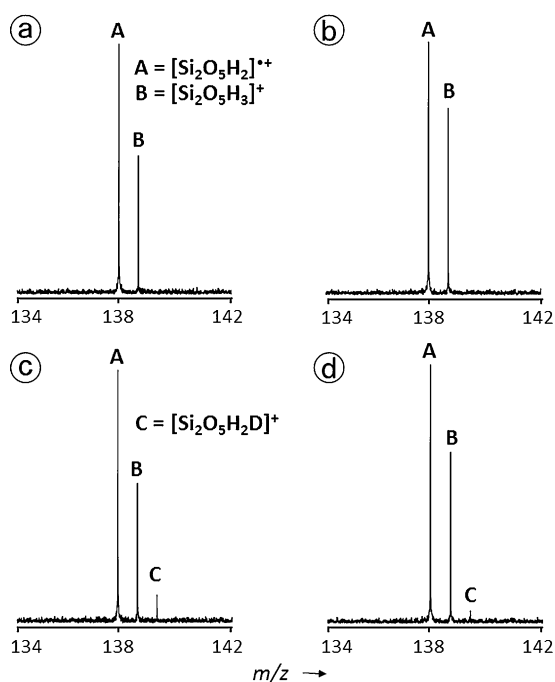 a
A
A = [Si₂O₅H₂]•⁺
B = [Si₂O₅H₃]⁺
B
134 138 142
b
A
B
134 138 142
c
A
C = [Si₂O₅H₂D]⁺
B
C
134 138 142
d
A
B
C
134 138 142
m/z →